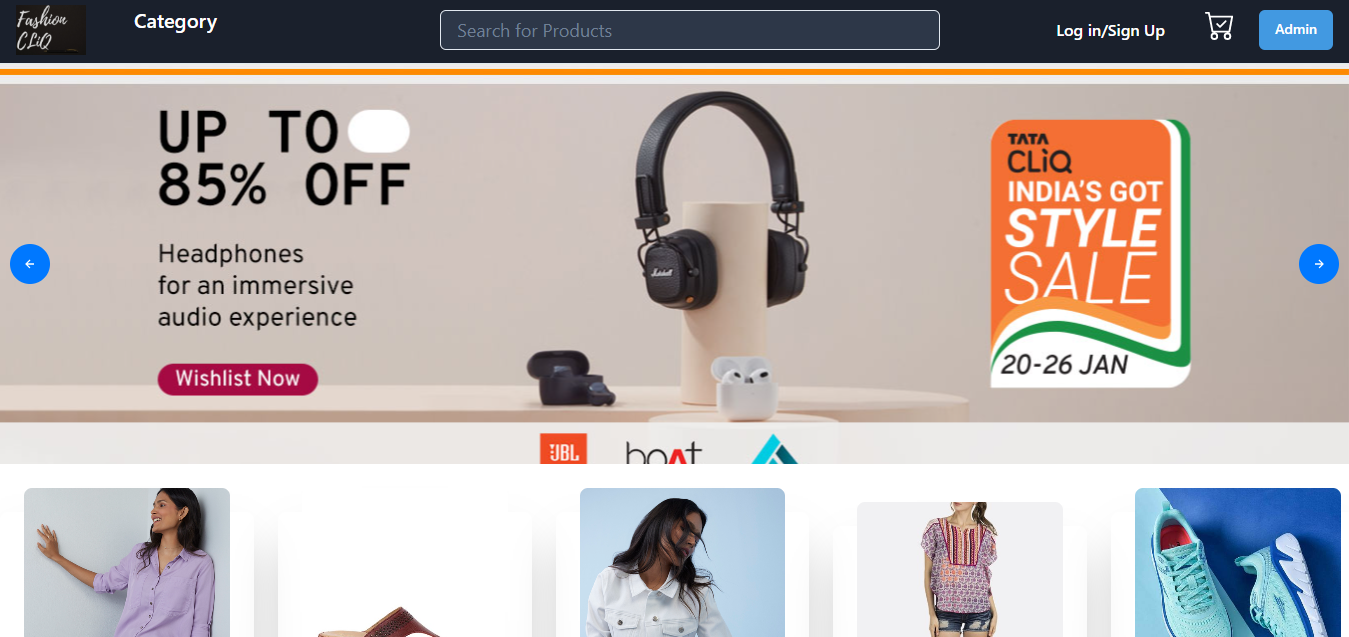 Fashion
CLiQ
Category
Search for Products
Log in/Sign Up
Admin
UP TO
85% OFF
Headphones
for an immersive
audio experience
Wishlist Now
Marshall
TATA
CLiQ
INDIA'S GOT
STYLE
SALE
20-26 JAN
JBL
boAt